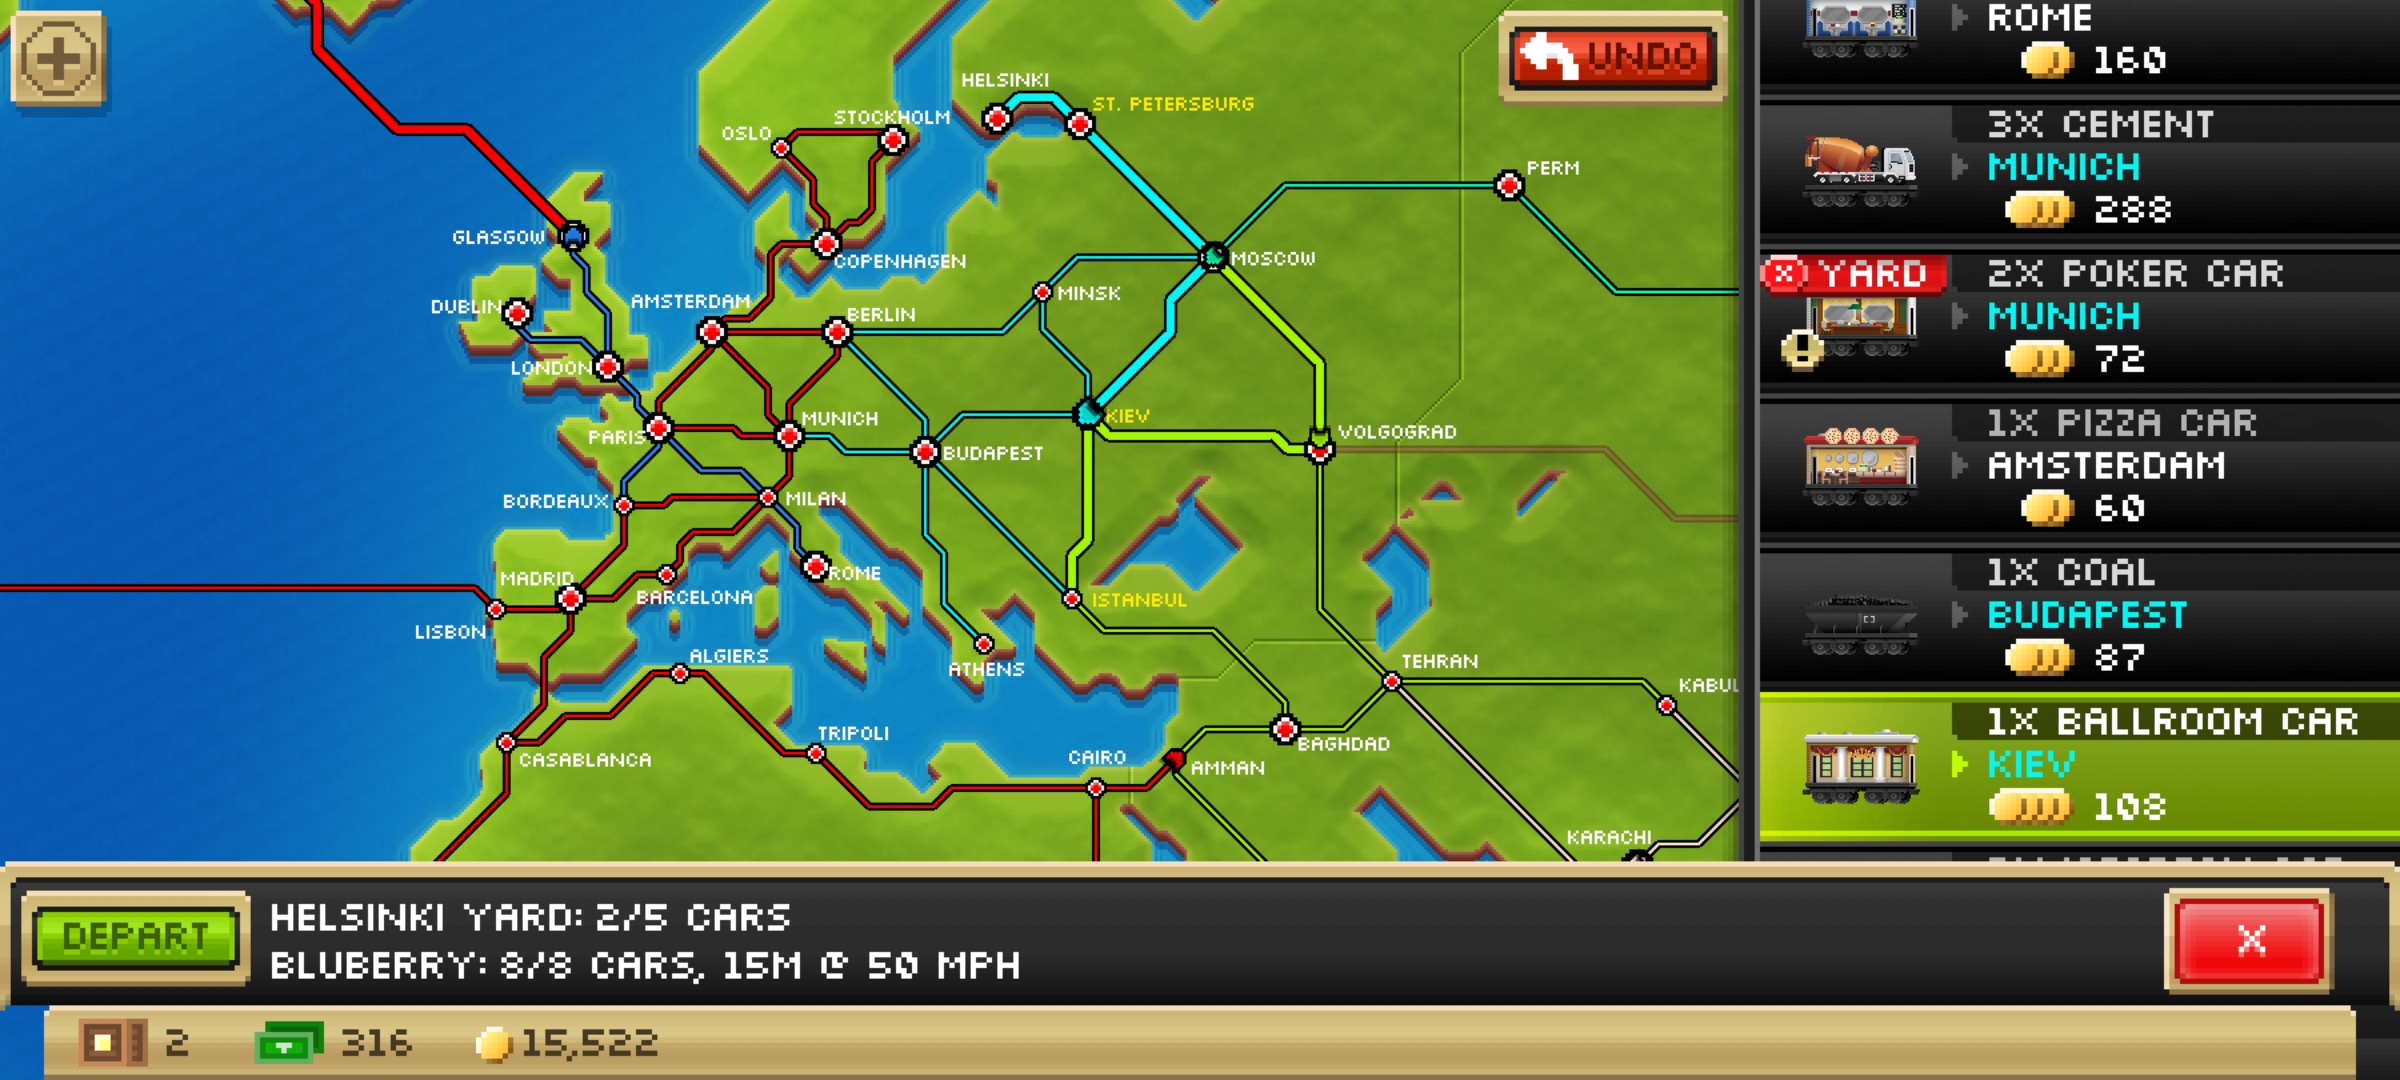 UNDO
HELSINKI
ST. PETERSBURG
STOCKHOLM
OSLO
PERM
GLASGOW
COPENHAGEN
MOSCOW
DUBLIN
AMSTERDAM
MINSK
BERLIN
LONDON
MUNICH
KIEV
VOLGOGRAD
PARIS
BUDAPEST
BORDEAUX
MILAN
MADRID
ROME
BARCELONA
ISTANBUL
LISBON
ALGIERS
ATHENS
TEHRAN
KABUL
TRIPOLI
CASABLANCA
CAIRO
AMMAN
BAGHDAD
KARACHI
ROME
160
3X CEMENT
MUNICH
288
YARD
2X POKER CAR
MUNICH
72
1X PIZZA CAR
AMSTERDAM
60
1X COAL
BUDAPEST
87
1X BALLROOM CAR
KIEV
108
DEPART
HELSINKI YARD: 2/5 CARS
BLUBERRY: 8/8 CARS, 15M @ 50 MPH
X
2
316
15,522